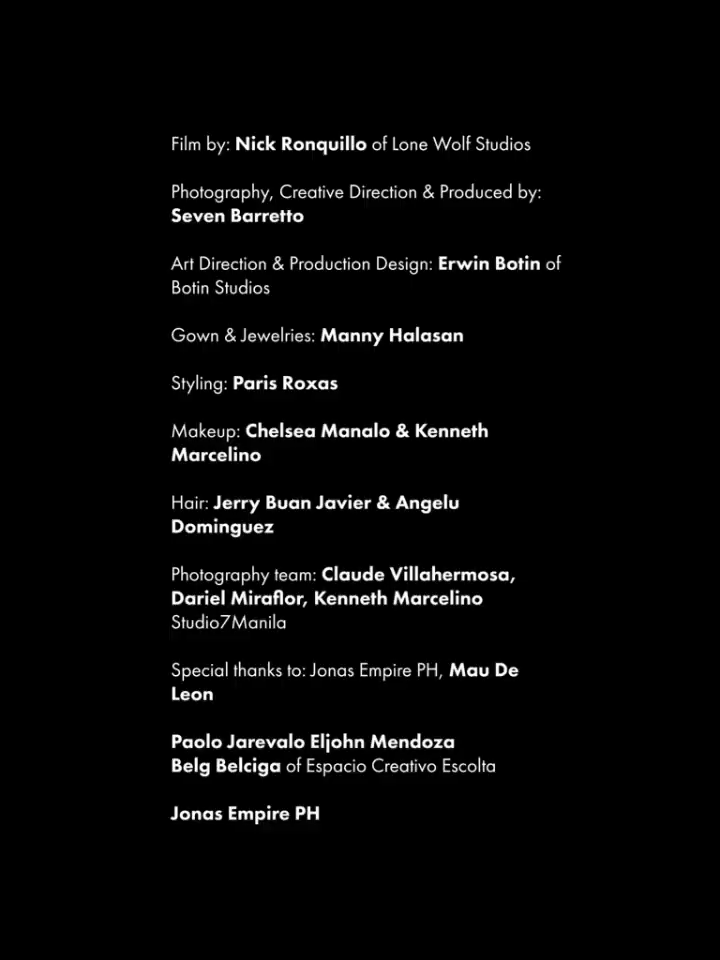 Film by: Nick Ronquillo of Lone Wolf Studios
Photography, Creative Direction & Produced by:
Seven Barretto
Art Direction & Production Design: Erwin Botin of
Botin Studios
Gown & Jewelries: Manny Halasan
Styling: Paris Roxas
Makeup: Chelsea Manalo & Kenneth
Marcelino
Hair: Jerry Buan Javier & Angelu
Dominguez
Photography team: Claude Villahermosa,
Dariel Miraflor, Kenneth Marcelino
Studio7Manila
Special thanks to: Jonas Empire PH, Mau De
Leon
Paolo Jarevalo Eljohn Mendoza
Belg Belciga of Espacio Creativo Escolta
Jonas Empire PH